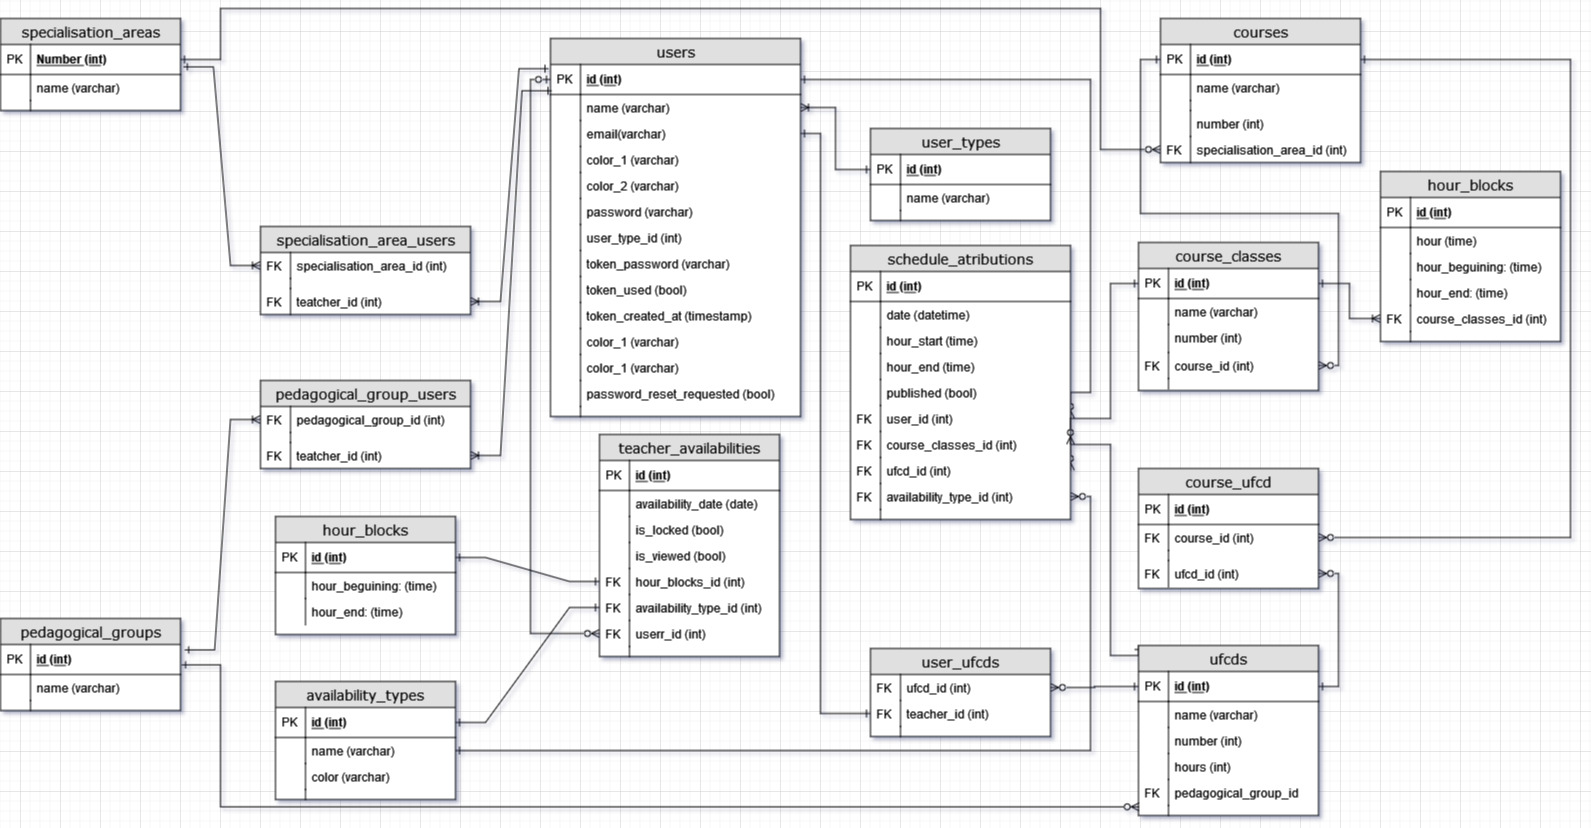 specialisation_areas
PK Number (int)
name (varchar)
users
PK id (int)
name (varchar)
email(varchar)
color_1 (varchar)
color_2 (varchar)
password (varchar)
user_type_id (int)
token_password (varchar)
token_used (bool)
token_created_at (timestamp)
color_1 (varchar)
color_1 (varchar)
password_reset_requested (bool)
user_types
PK id (int)
name (varchar)
courses
PK id (int)
name (varchar)
number (int)
FK specialisation_area_id (int)
hour_blocks
PK id (int)
hour (time)
hour_beguining: (time)
hour_end: (time)
FK course_classes_id (int)
specialisation_area_users
FK specialisation_area_id (int)
FK teatcher_id (int)
schedule_atributions
PK id (int)
date (datetime)
hour_start (time)
hour_end (time)
published (bool)
FK user_id (int)
FK course_classes_id (int)
FK ufcd_id (int)
FK availability_type_id (int)
course_classes
PK id (int)
name (varchar)
number (int)
FK course_id (int)
pedagogical_group_users
FK pedagogical_group_id (int)
FK teatcher_id (int)
teacher_availabilities
PK id (int)
availability_date (date)
is_locked (bool)
is_viewed (bool)
FK hour_blocks_id (int)
FK availability_type_id (int)
FK userr_id (int)
course_ufcd
PK id (int)
FK course_id (int)
FK ufcd_id (int)
hour_blocks
PK id (int)
hour_beguining: (time)
hour_end: (time)
pedagogical_groups
PK id (int)
name (varchar)
availability_types
PK id (int)
name (varchar)
color (varchar)
user_ufcds
FK ufcd_id (int)
FK teacher_id (int)
ufcds
PK id (int)
name (varchar)
number (int)
hours (int)
FK pedagogical_group_id